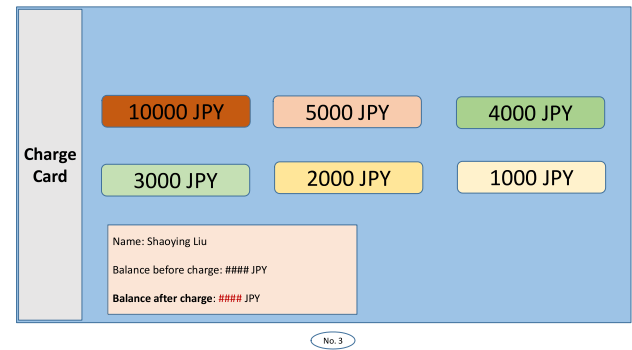 Charge
Card
10000 JPY
5000 JPY
4000 JPY
3000 JPY
2000 JPY
1000 JPY
Name: Shaoying Liu
Balance before charge: #### JPY
Balance after charge: #### JPY
No. 3